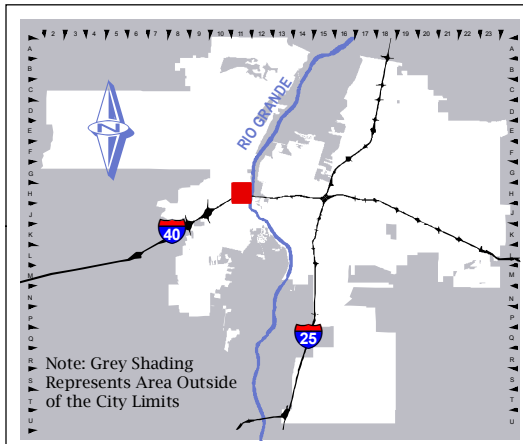 2 3 4 5 6 7 8 9 10 11 12 13 14 15 16 17 18 19 20 21 22 23
A A
B B
C C
D D
E E
F F
G G
H H
J J
K K
L L
M M
N N
P P
Q Q
R R
S S
T T
U U
N
RIO GRANDE
40
25
Note: Grey Shading
Represents Area Outside
of the City Limits